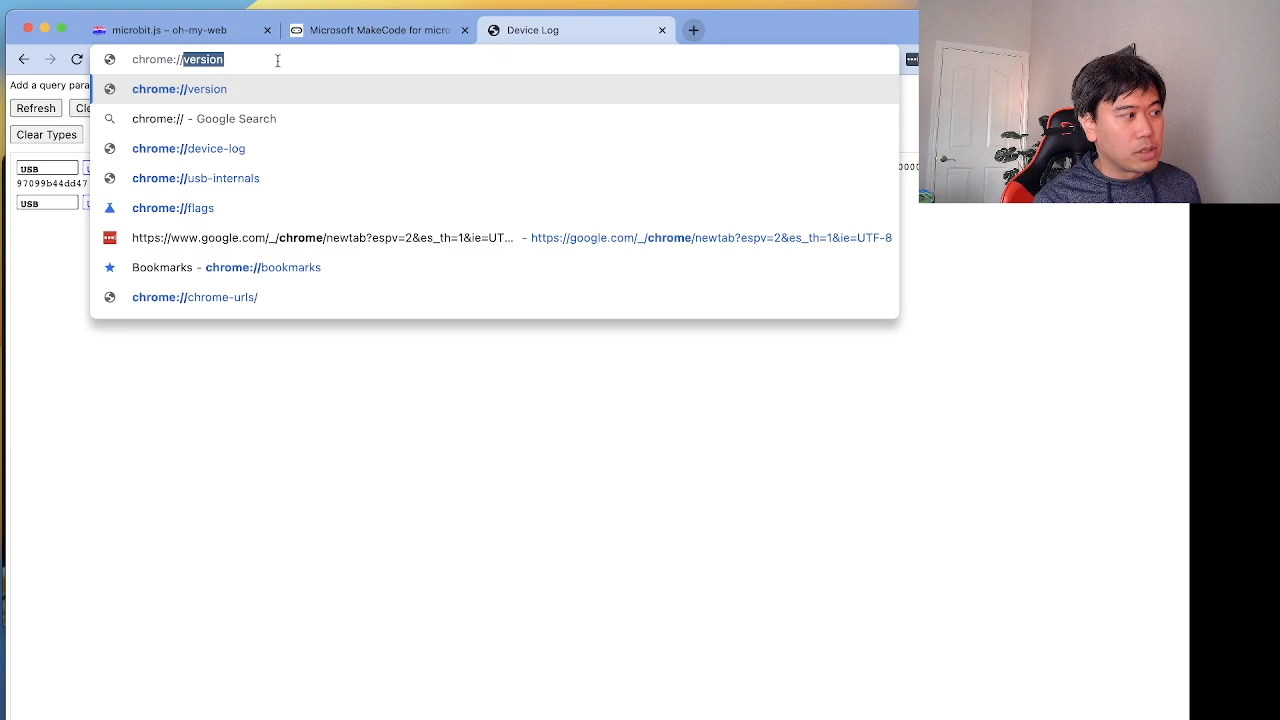 microbit.js – oh-my-web
Microsoft MakeCode for micro
Device Log
chrome://version
Add a query para
Refresh
Cle
chrome://version
chrome:// - Google Search
Clear Types
chrome://device-log
USB
97099b44dd47
chrome://usb-internals
USB
chrome://flags
https://www.google.com/_/chrome/newtab?espv=2&es_th=1&ie=UT... - https://google.com/_/chrome/newtab?espv=2&es_th=1&ie=UTF-8
Bookmarks - chrome://bookmarks
chrome://chrome-urls/